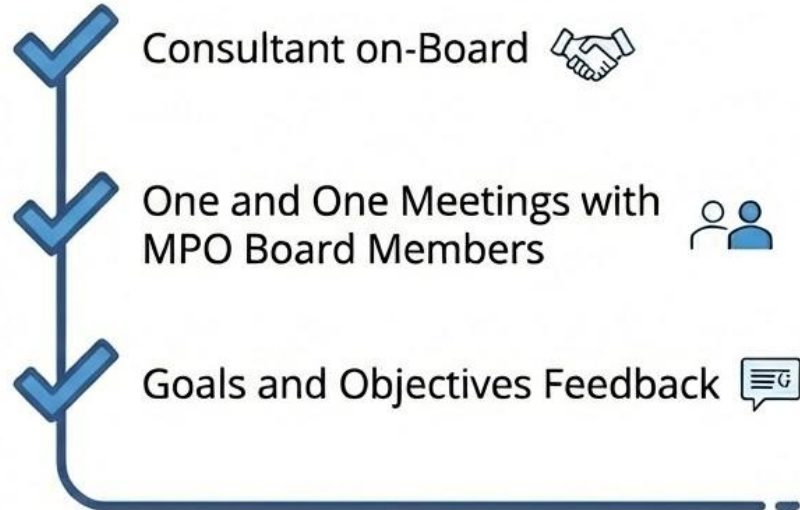 Consultant on-Board
One and One Meetings with
MPO Board Members
Goals and Objectives Feedback